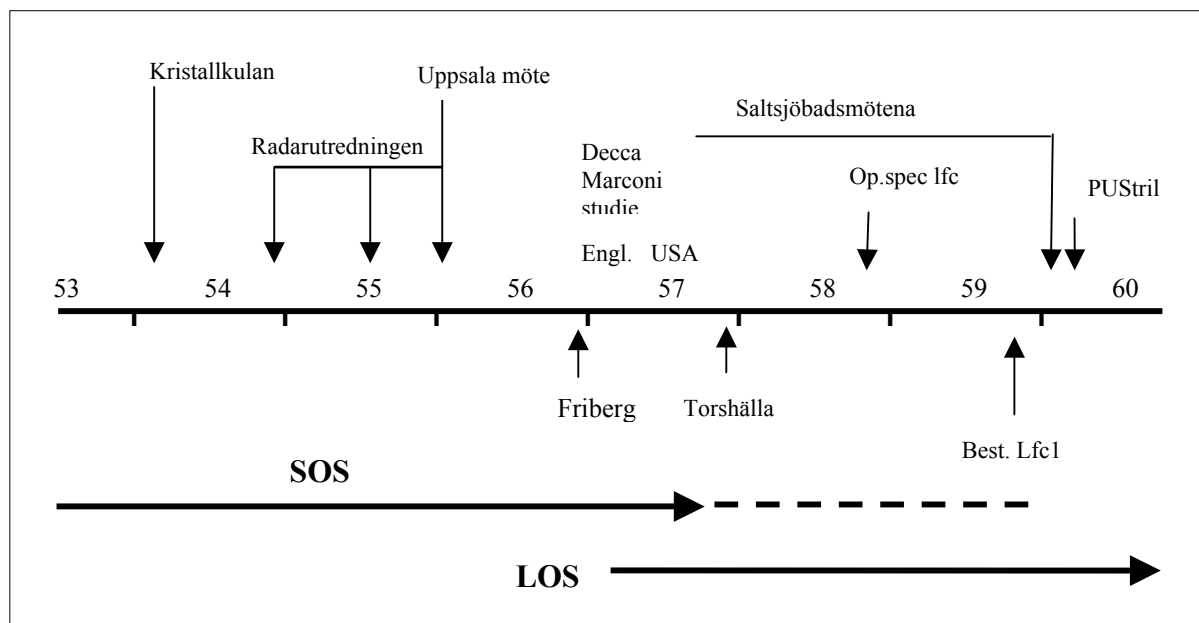 Kristallkulan
Uppsala möte
Radarutredningen
Saltsjöbadsmötena
Decca
Marconi
studie
Op.spec lfc
PUStril
Engl. USA
53 54 55 56 57 58 59 60
Friberg
Torshälla
Best. Lfc1
SOS
LOS